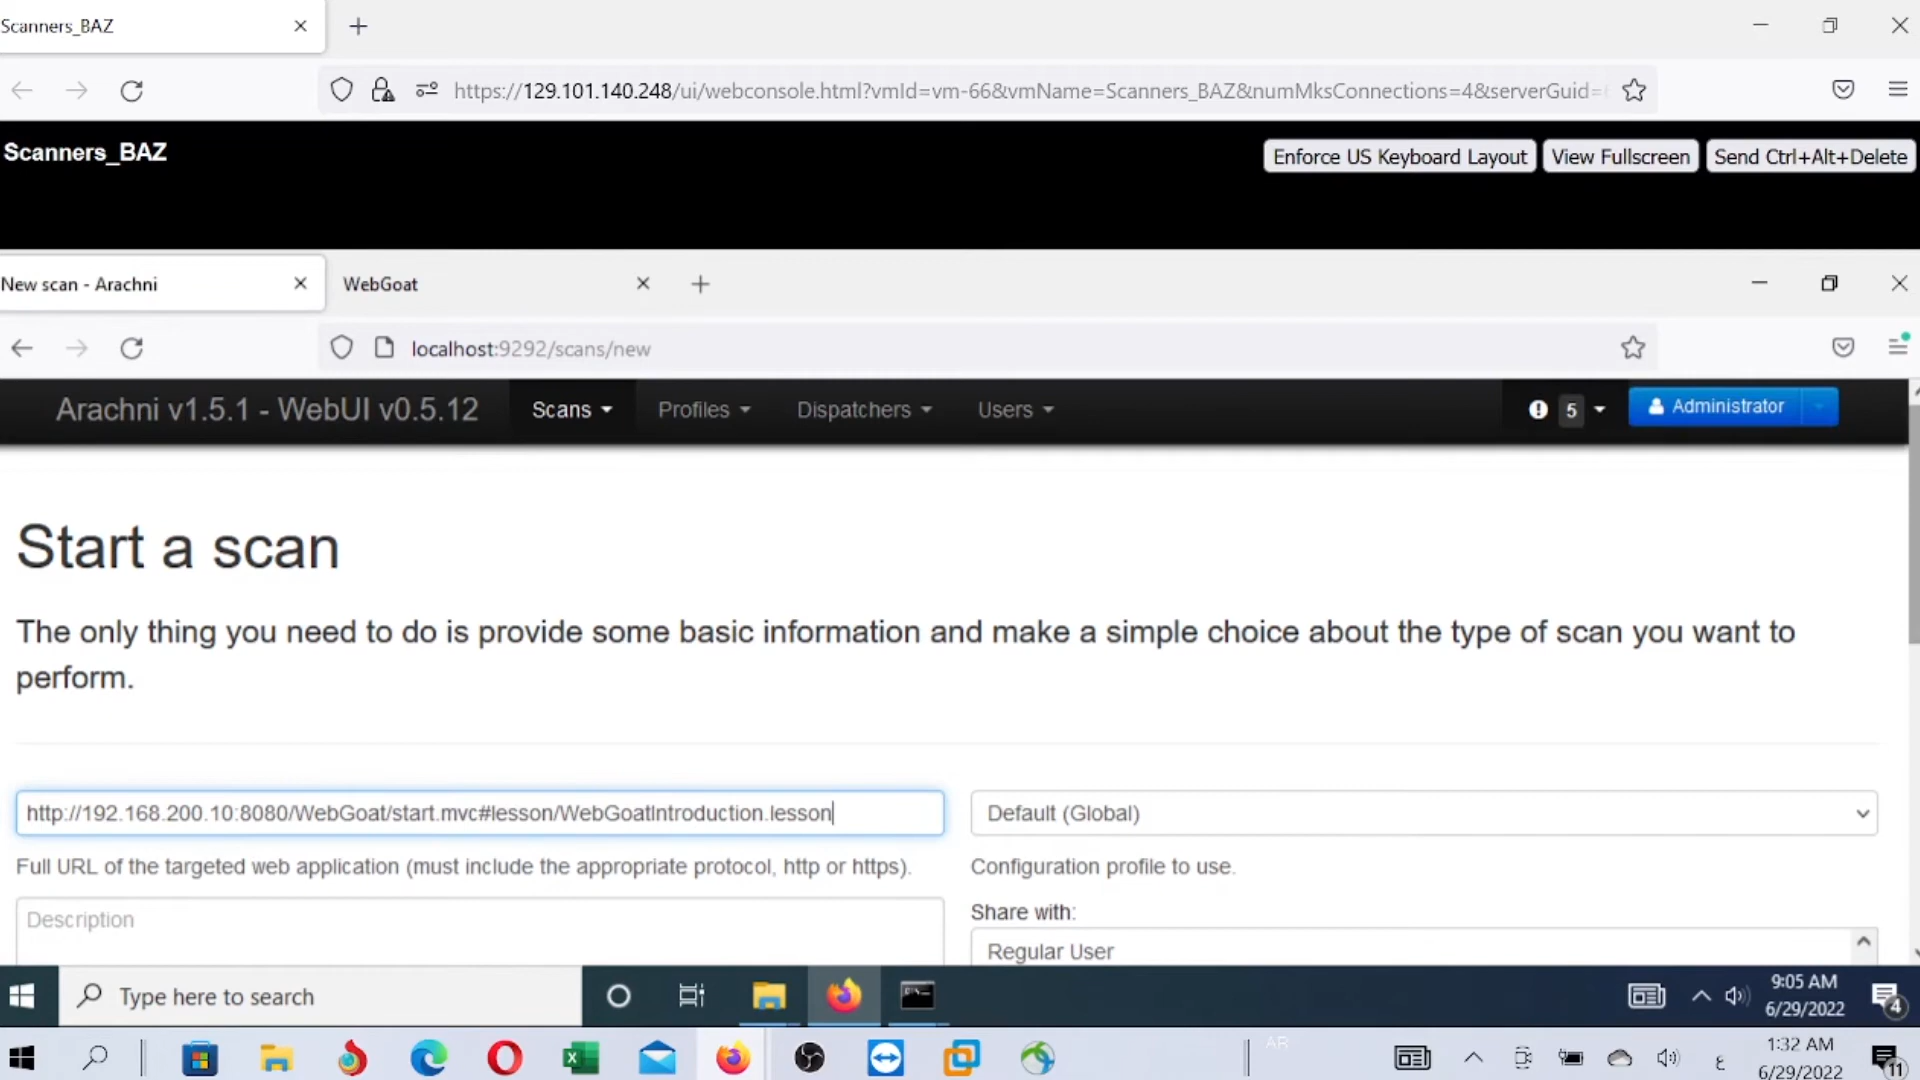 Scanners_BAZ
https://129.101.140.248/ui/webconsole.html?vmId=vm-66&vmName=Scanners_BAZ&numMksConnections=4&serverGuid=
Scanners_BAZ
Enforce US Keyboard Layout View Fullscreen Send Ctrl+Alt+Delete
New scan - Arachni WebGoat
localhost:9292/scans/new
Arachni v1.5.1 - WebUI v0.5.12 Scans Profiles Dispatchers Users 5 Administrator
Start a scan
The only thing you need to do is provide some basic information and make a simple choice about the type of scan you want to
perform.
http://192.168.200.10:8080/WebGoat/start.mvc#lesson/WebGoatIntroduction.lesson Default (Global)
Full URL of the targeted web application (must include the appropriate protocol, http or https). Configuration profile to use.
Description
Share with:
Regular User
Type here to search
9:05 AM
6/29/2022
4
AR
ع
1:32 AM
6/29/2022
11